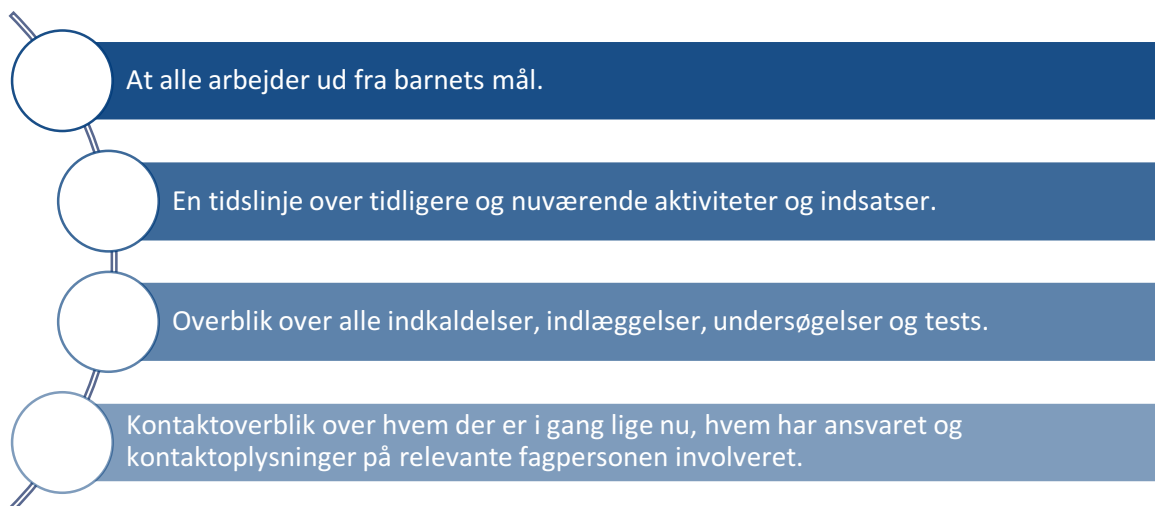 At alle arbejder ud fra barnets mål.
En tidslinje over tidligere og nuværende aktiviteter og indsatser.
Overblik over alle indkaldelser, indlæggelser, undersøgelser og tests.
Kontaktoverblik over hvem der er i gang lige nu, hvem har ansvaret og
kontaktoplysninger på relevante fagpersonen involveret.